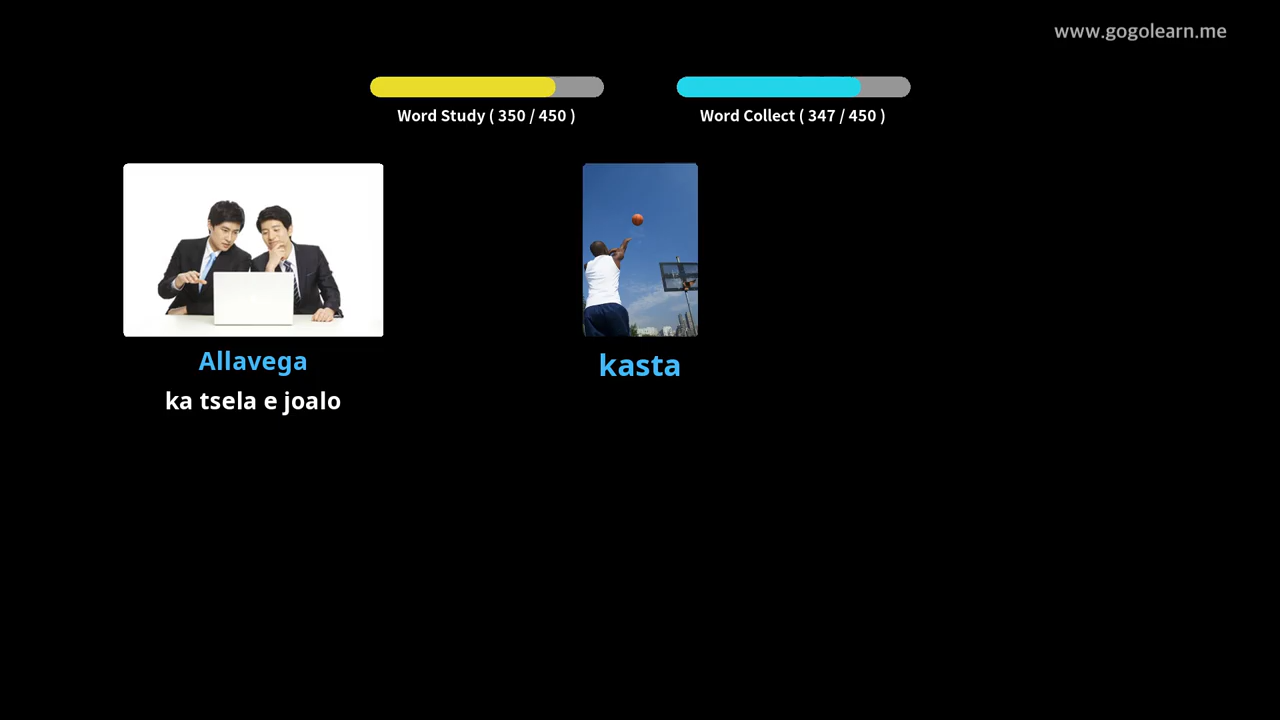 www.gogolearn.me
Word Study ( 350 / 450 )
Word Collect ( 347 / 450 )
Allavega
ka tsela e joalo
kasta